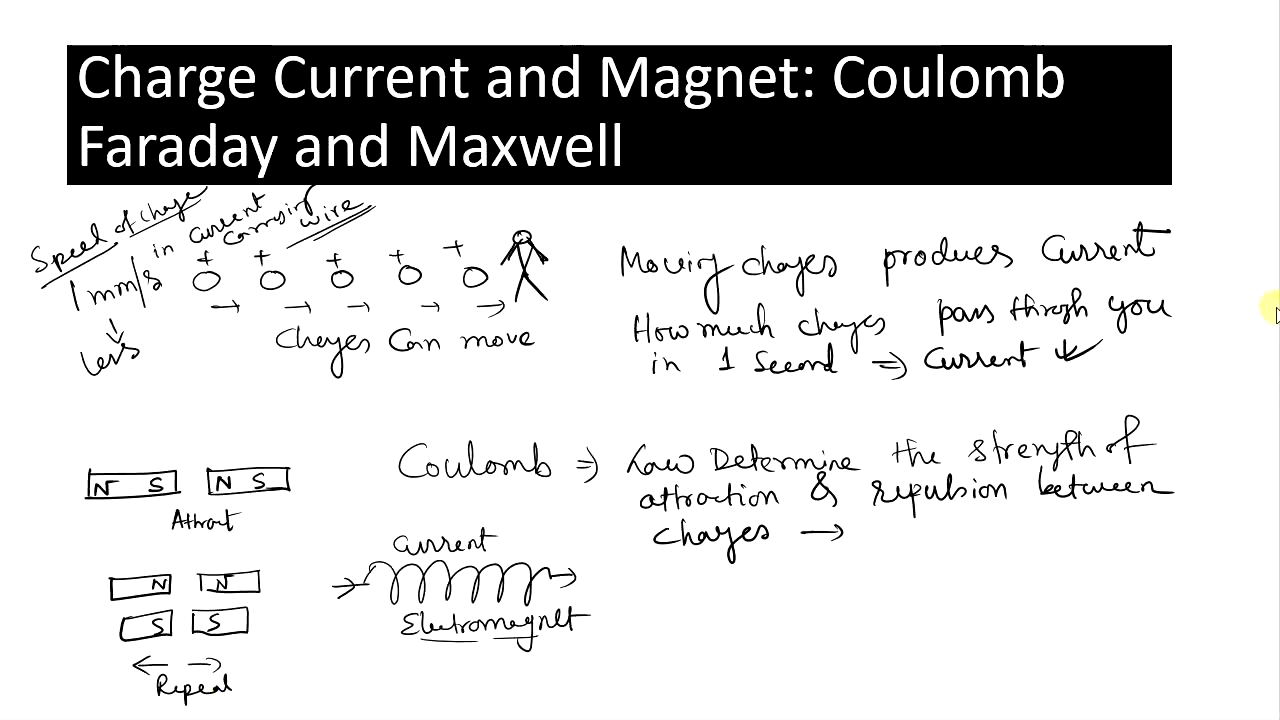 Charge Current and Magnet: Coulomb
Faraday and Maxwell
Speed of charge
in current
carrying
wire
1 mm/s
less
+ + + + +
Charges Can move
Moving charges produces Current
How much charges pass through you
in 1 Second ⇒ Current
Coulomb ⇒ Law Determine the strength of
attraction & repulsion between
charges →
N S N S
Attract
Current
N N
S S
Electromagnet
Repeal